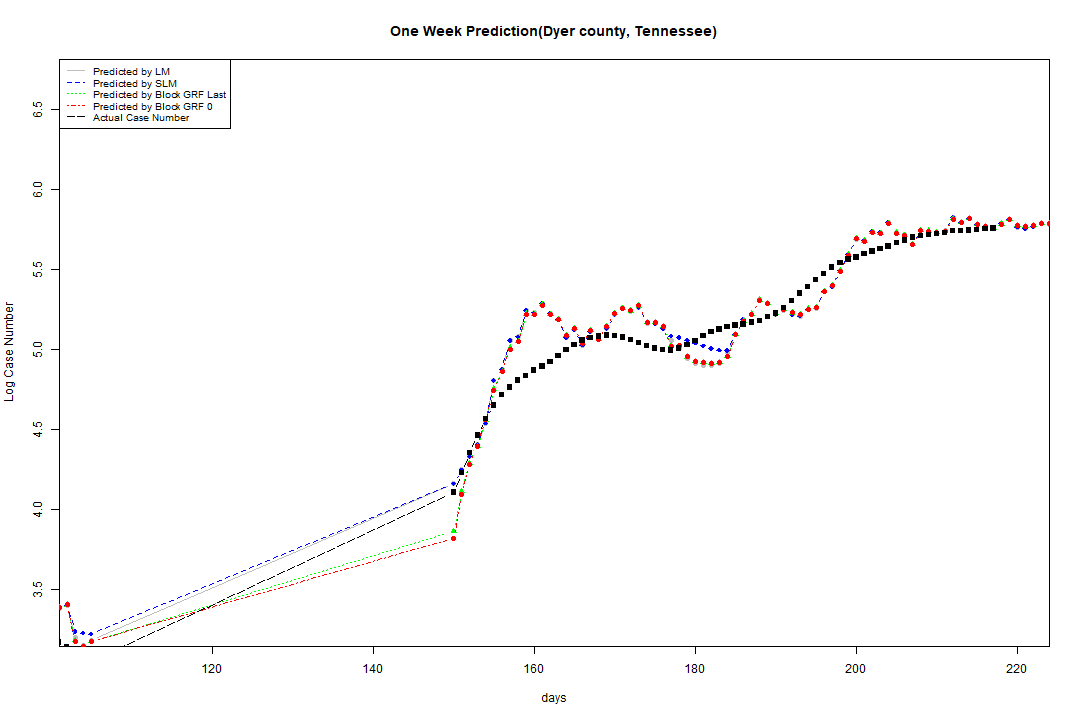 One Week Prediction(Dyer county, Tennessee)
Predicted by LM
Predicted by SLM
Predicted by Block GRF Last
Predicted by Block GRF 0
Actual Case Number
6.5
6.0
5.5
5.0
4.5
4.0
3.5
Log Case Number
120 140 160 180 200 220
days